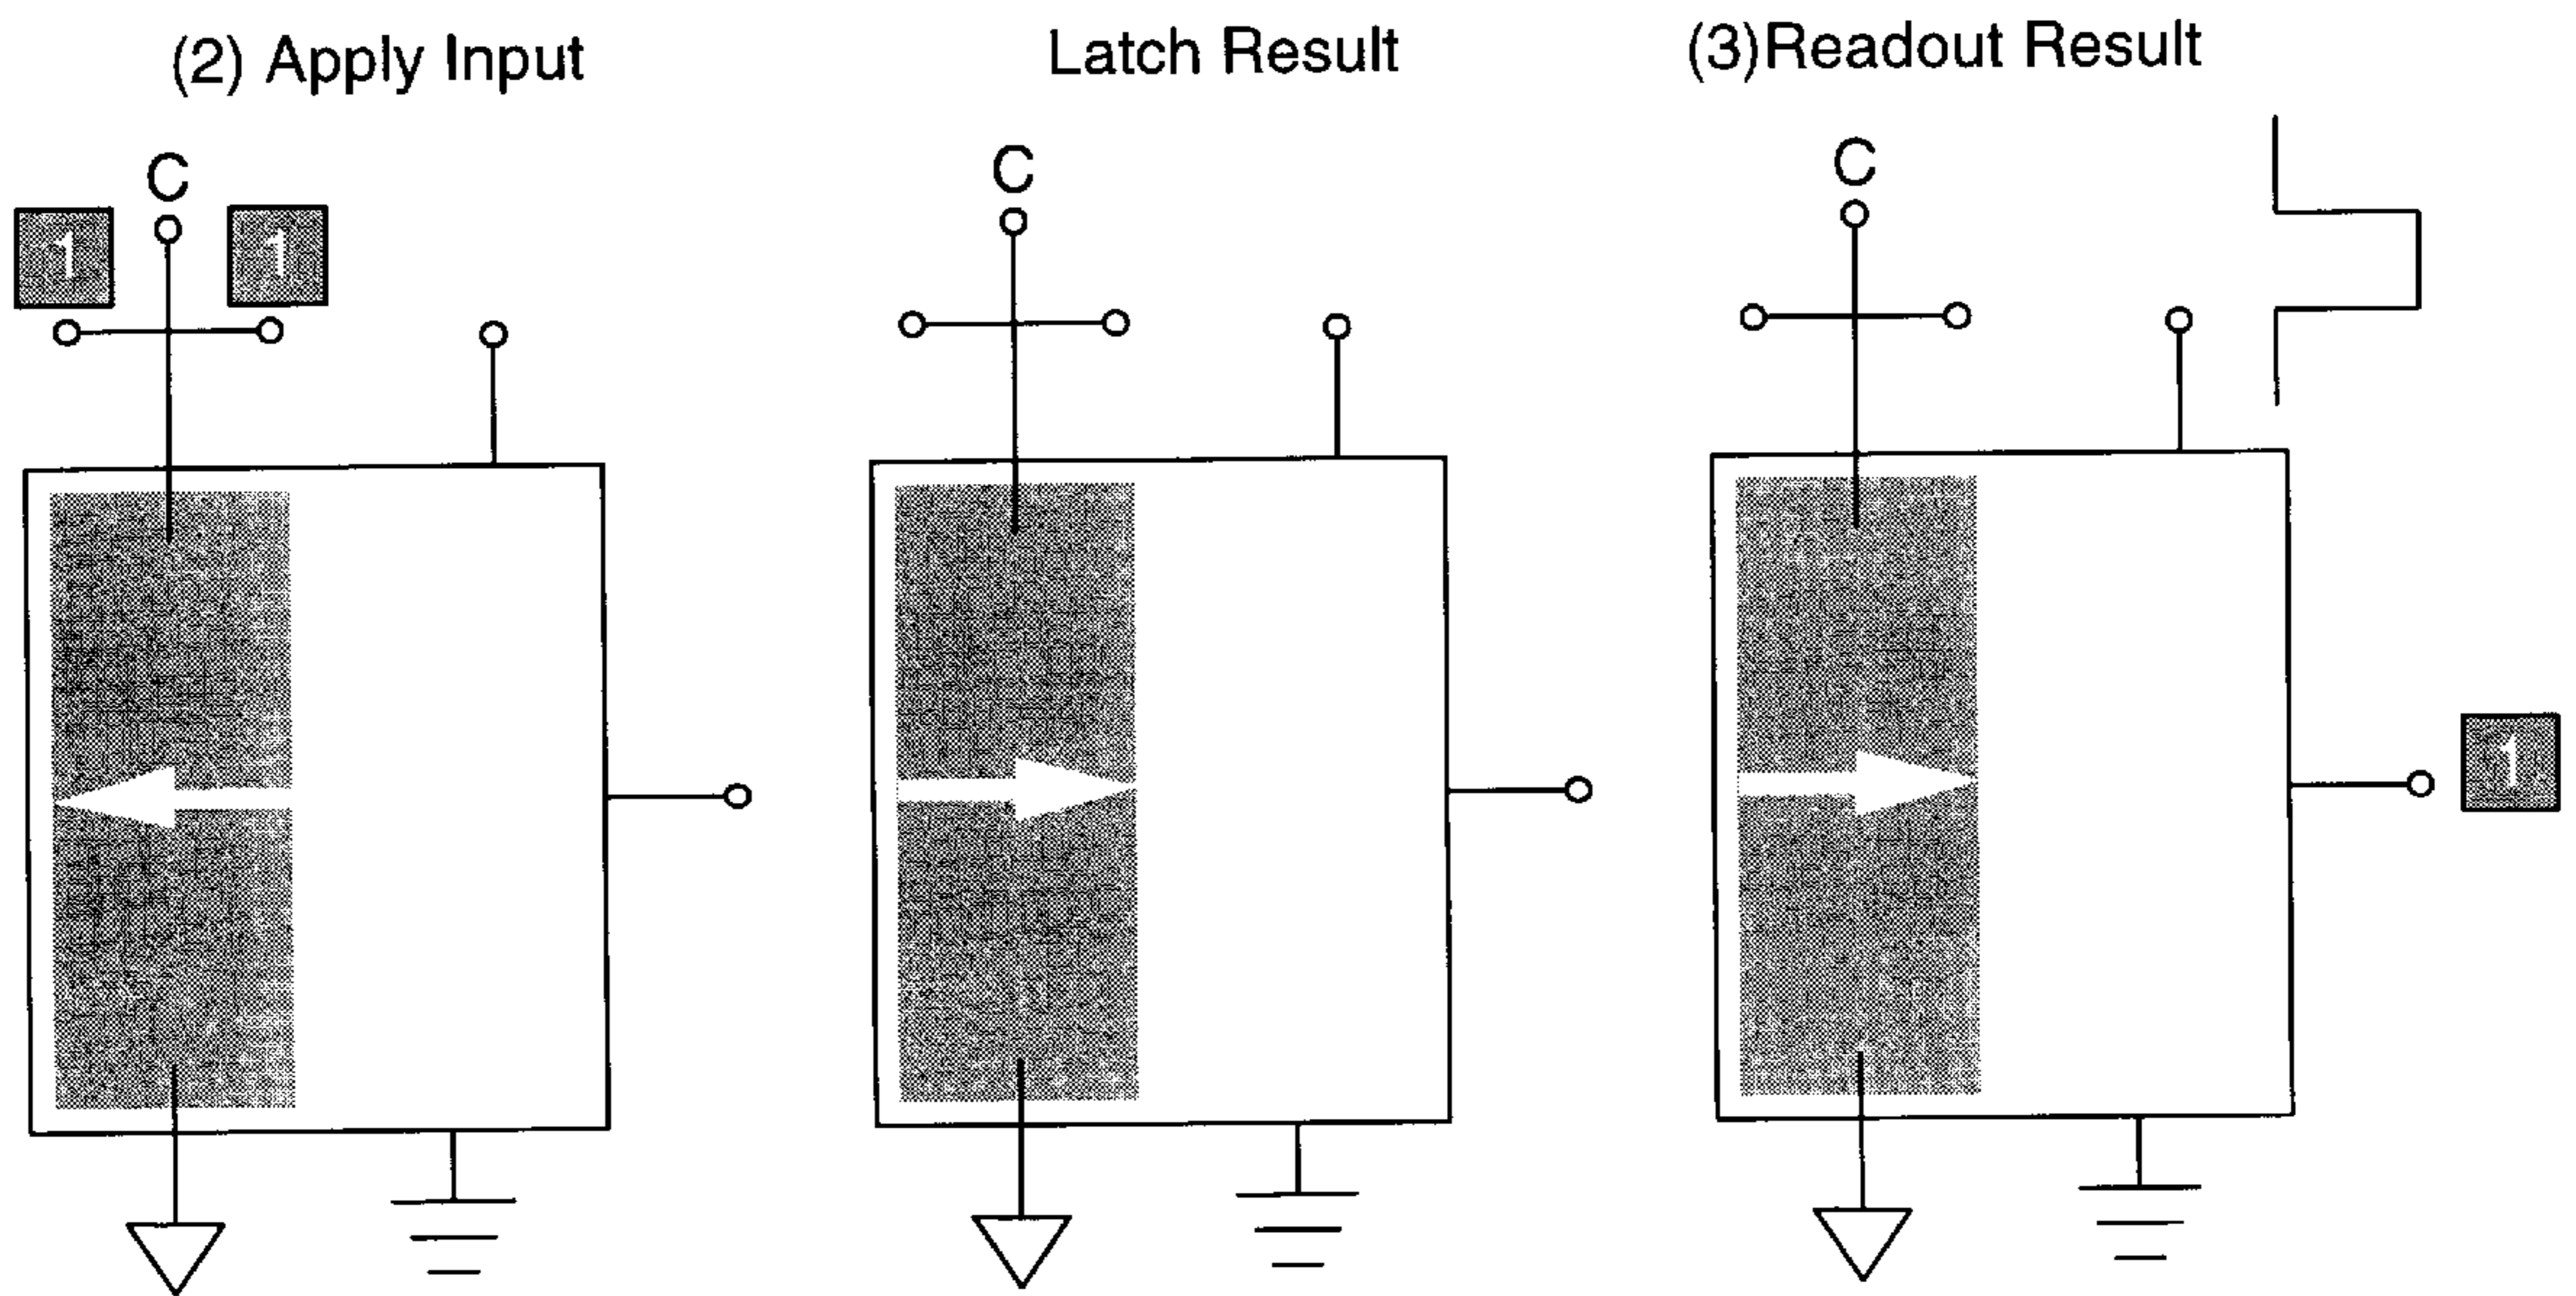 (2) Apply Input
Latch Result
(3)Readout Result
C
C
C
1
1
1